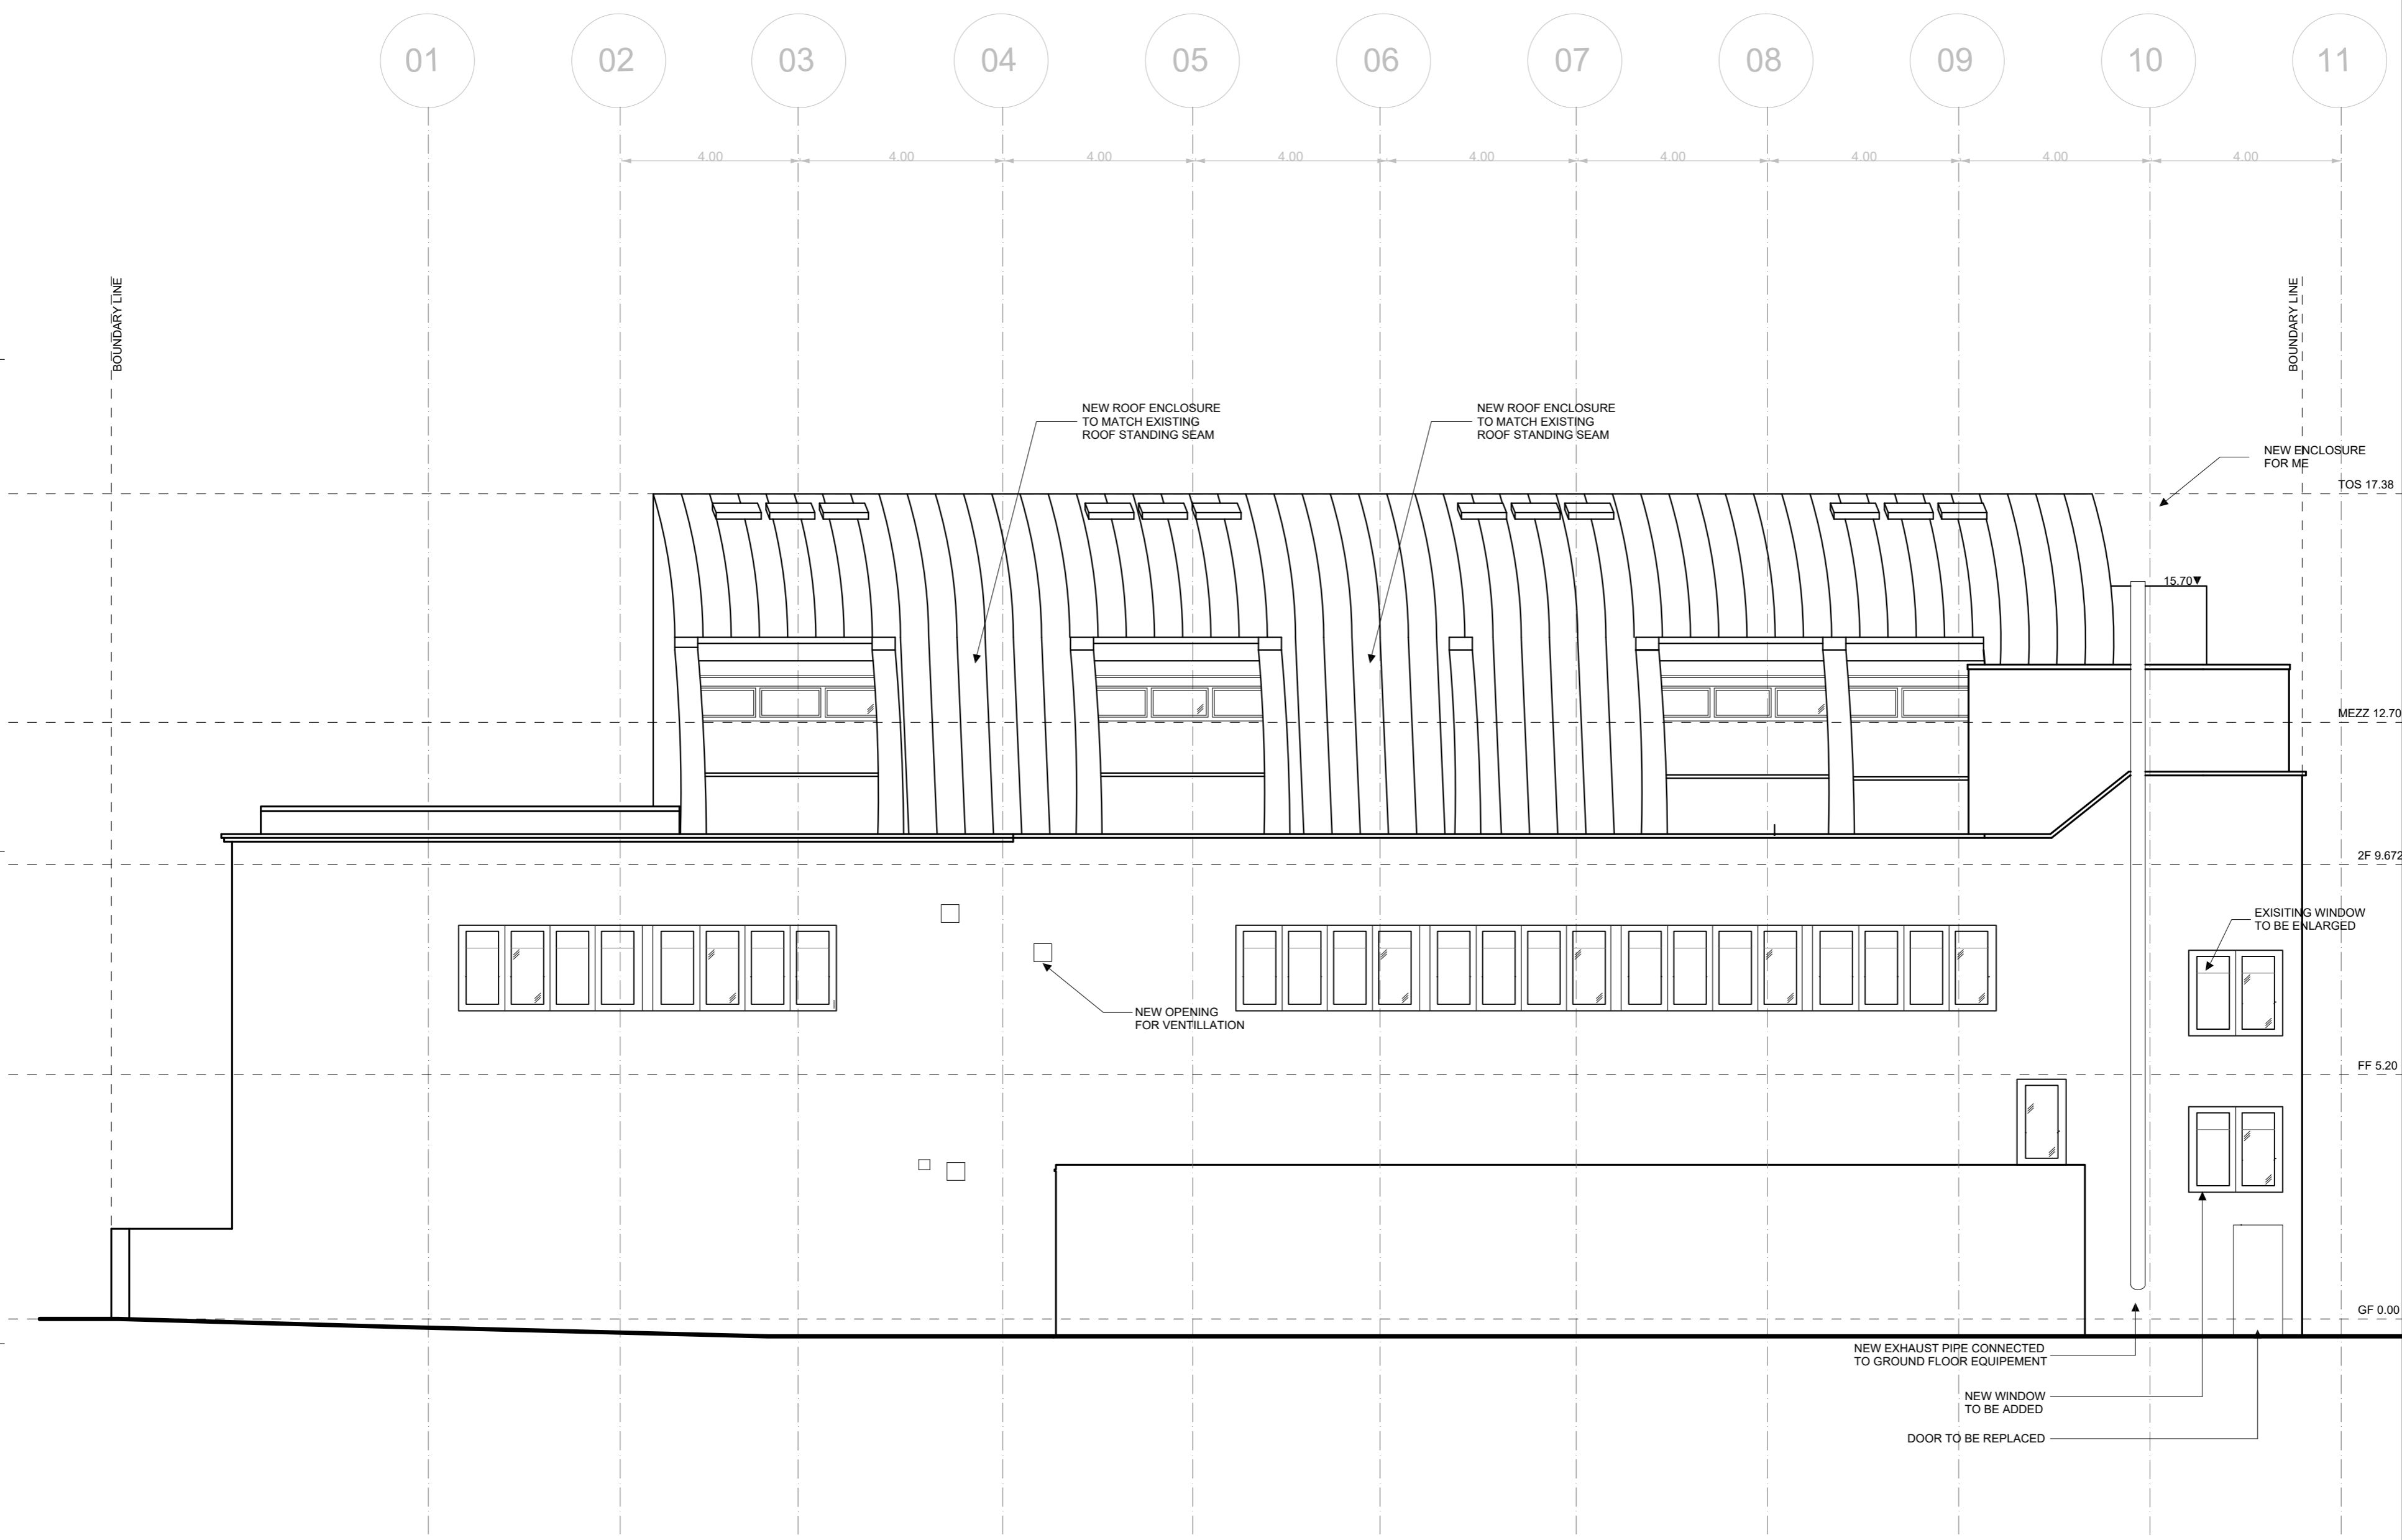 01
02
03
04
05
06
07
08
09
10
11
4.00
4.00
4.00
4.00
4.00
4.00
4.00
4.00
4.00
BOUNDARY LINE
BOUNDARY LINE
NEW ROOF ENCLOSURE
TO MATCH EXISTING
ROOF STANDING SEAM
NEW ROOF ENCLOSURE
TO MATCH EXISTING
ROOF STANDING SEAM
NEW ENCLOSURE
FOR ME
TOS 17.38
15.70
MEZZ 12.70
2F 9.672
EXISITING WINDOW
TO BE ENLARGED
NEW OPENING
FOR VENTILLATION
FF 5.20
GF 0.00
NEW EXHAUST PIPE CONNECTED
TO GROUND FLOOR EQUIPEMENT
NEW WINDOW
TO BE ADDED
DOOR TO BE REPLACED